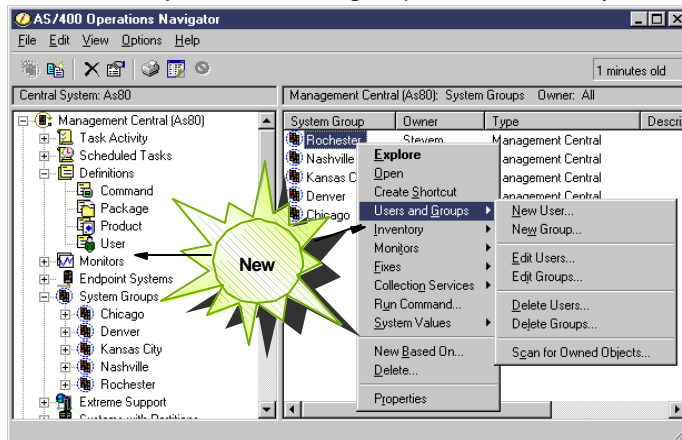 AS/400 Operations Navigator
File Edit View Options Help
1 minutes old
Central System: As80
Management Central (As80): System Groups Owner: All
Management Central (As80)
Task Activity
Scheduled Tasks
Definitions
Command
Package
Product
User
Monitors
Endpoint Systems
System Groups
Chicago
Denver
Kansas City
Nashville
Rochester
Extreme Support
New
System Group Owner Type Descri
Rochester Stevem Management Central
Nashville anagement Central
Kansas C anagement Central
Denver anagement Central
Chicago
Explore
Open
Create Shortcut
Users and Groups
Inventory
Monitors
Fixes
Collection Services
Run Command...
System Values
New Based On...
Delete...
Properties
New User...
New Group...
Edit Users...
Edit Groups...
Delete Users...
Delete Groups...
Scan for Owned Objects...